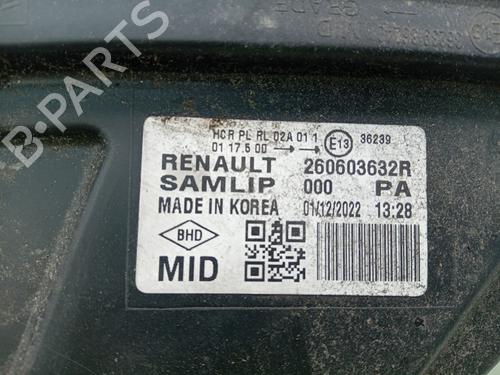 HCR PL RL 02A 01 1 E13 36239
01 17.5 00
RENAULT 260603632R
SAMLIP 000 PA
MADE IN KOREA 01/12/2022 13:28
BHD
MID